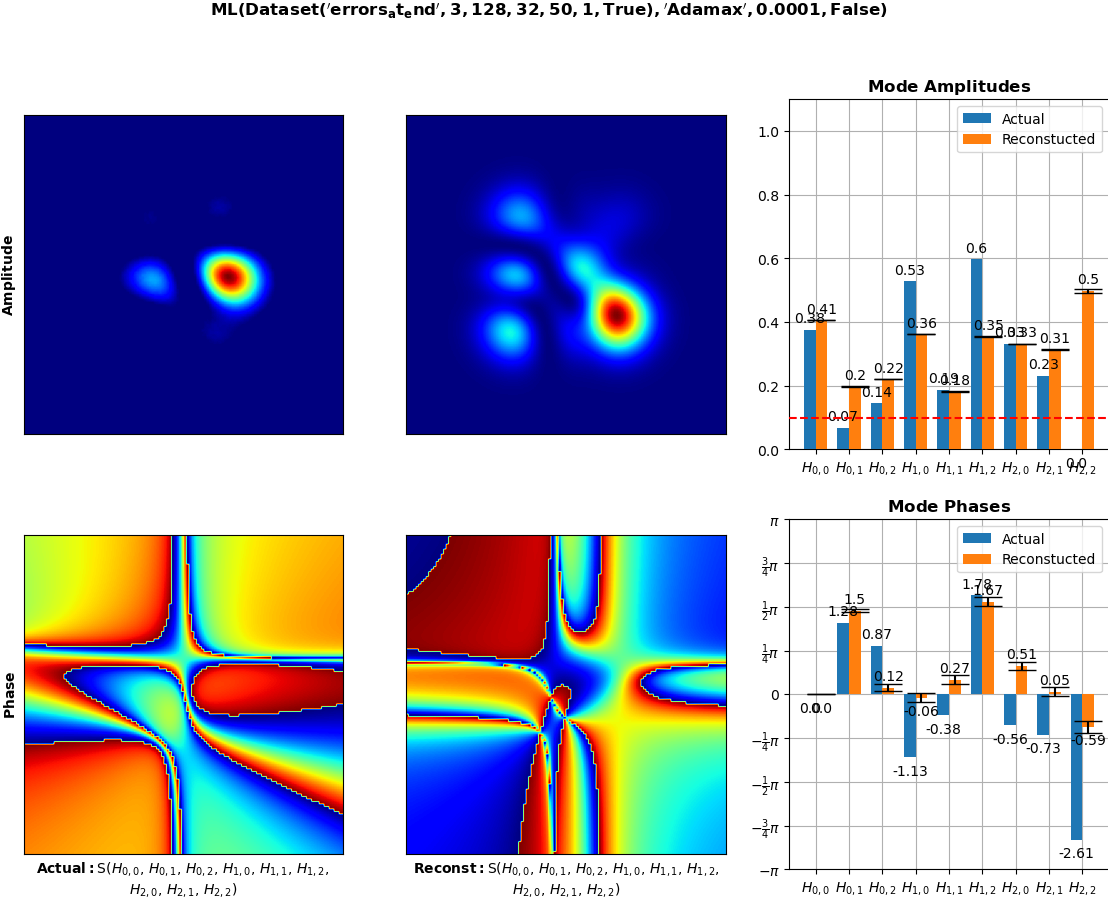 ML(Dataset('errors_at_end', 3, 128, 32, 50, 1, True), 'Adamax', 0.0001, False)
Amplitude
Mode Amplitudes
Actual
Reconstucted
1.0
0.8
0.6
0.4
0.2
0.0
0.38 0.07 0.14 0.53 0.19 0.6 0.33 0.23 0.0
0.41 0.2 0.22 0.36 0.18 0.35 0.33 0.31 0.5
H0,0 H0,1 H0,2 H1,0 H1,1 H1,2 H2,0 H2,1 H2,2
Phase
Mode Phases
Actual
Reconstucted
π
3/4π
1/2π
1/4π
0
−1/4π
−1/2π
−3/4π
−π
0.0 1.28 0.87 -1.13 -0.38 1.78 -0.56 -0.73 -2.61
0.0 1.5 0.12 -0.06 0.27 1.67 0.51 0.05 -0.59
H0,0 H0,1 H0,2 H1,0 H1,1 H1,2 H2,0 H2,1 H2,2
Actual: S(H0,0, H0,1, H0,2, H1,0, H1,1, H1,2,
H2,0, H2,1, H2,2)
Reconst: S(H0,0, H0,1, H0,2, H1,0, H1,1, H1,2,
H2,0, H2,1, H2,2)